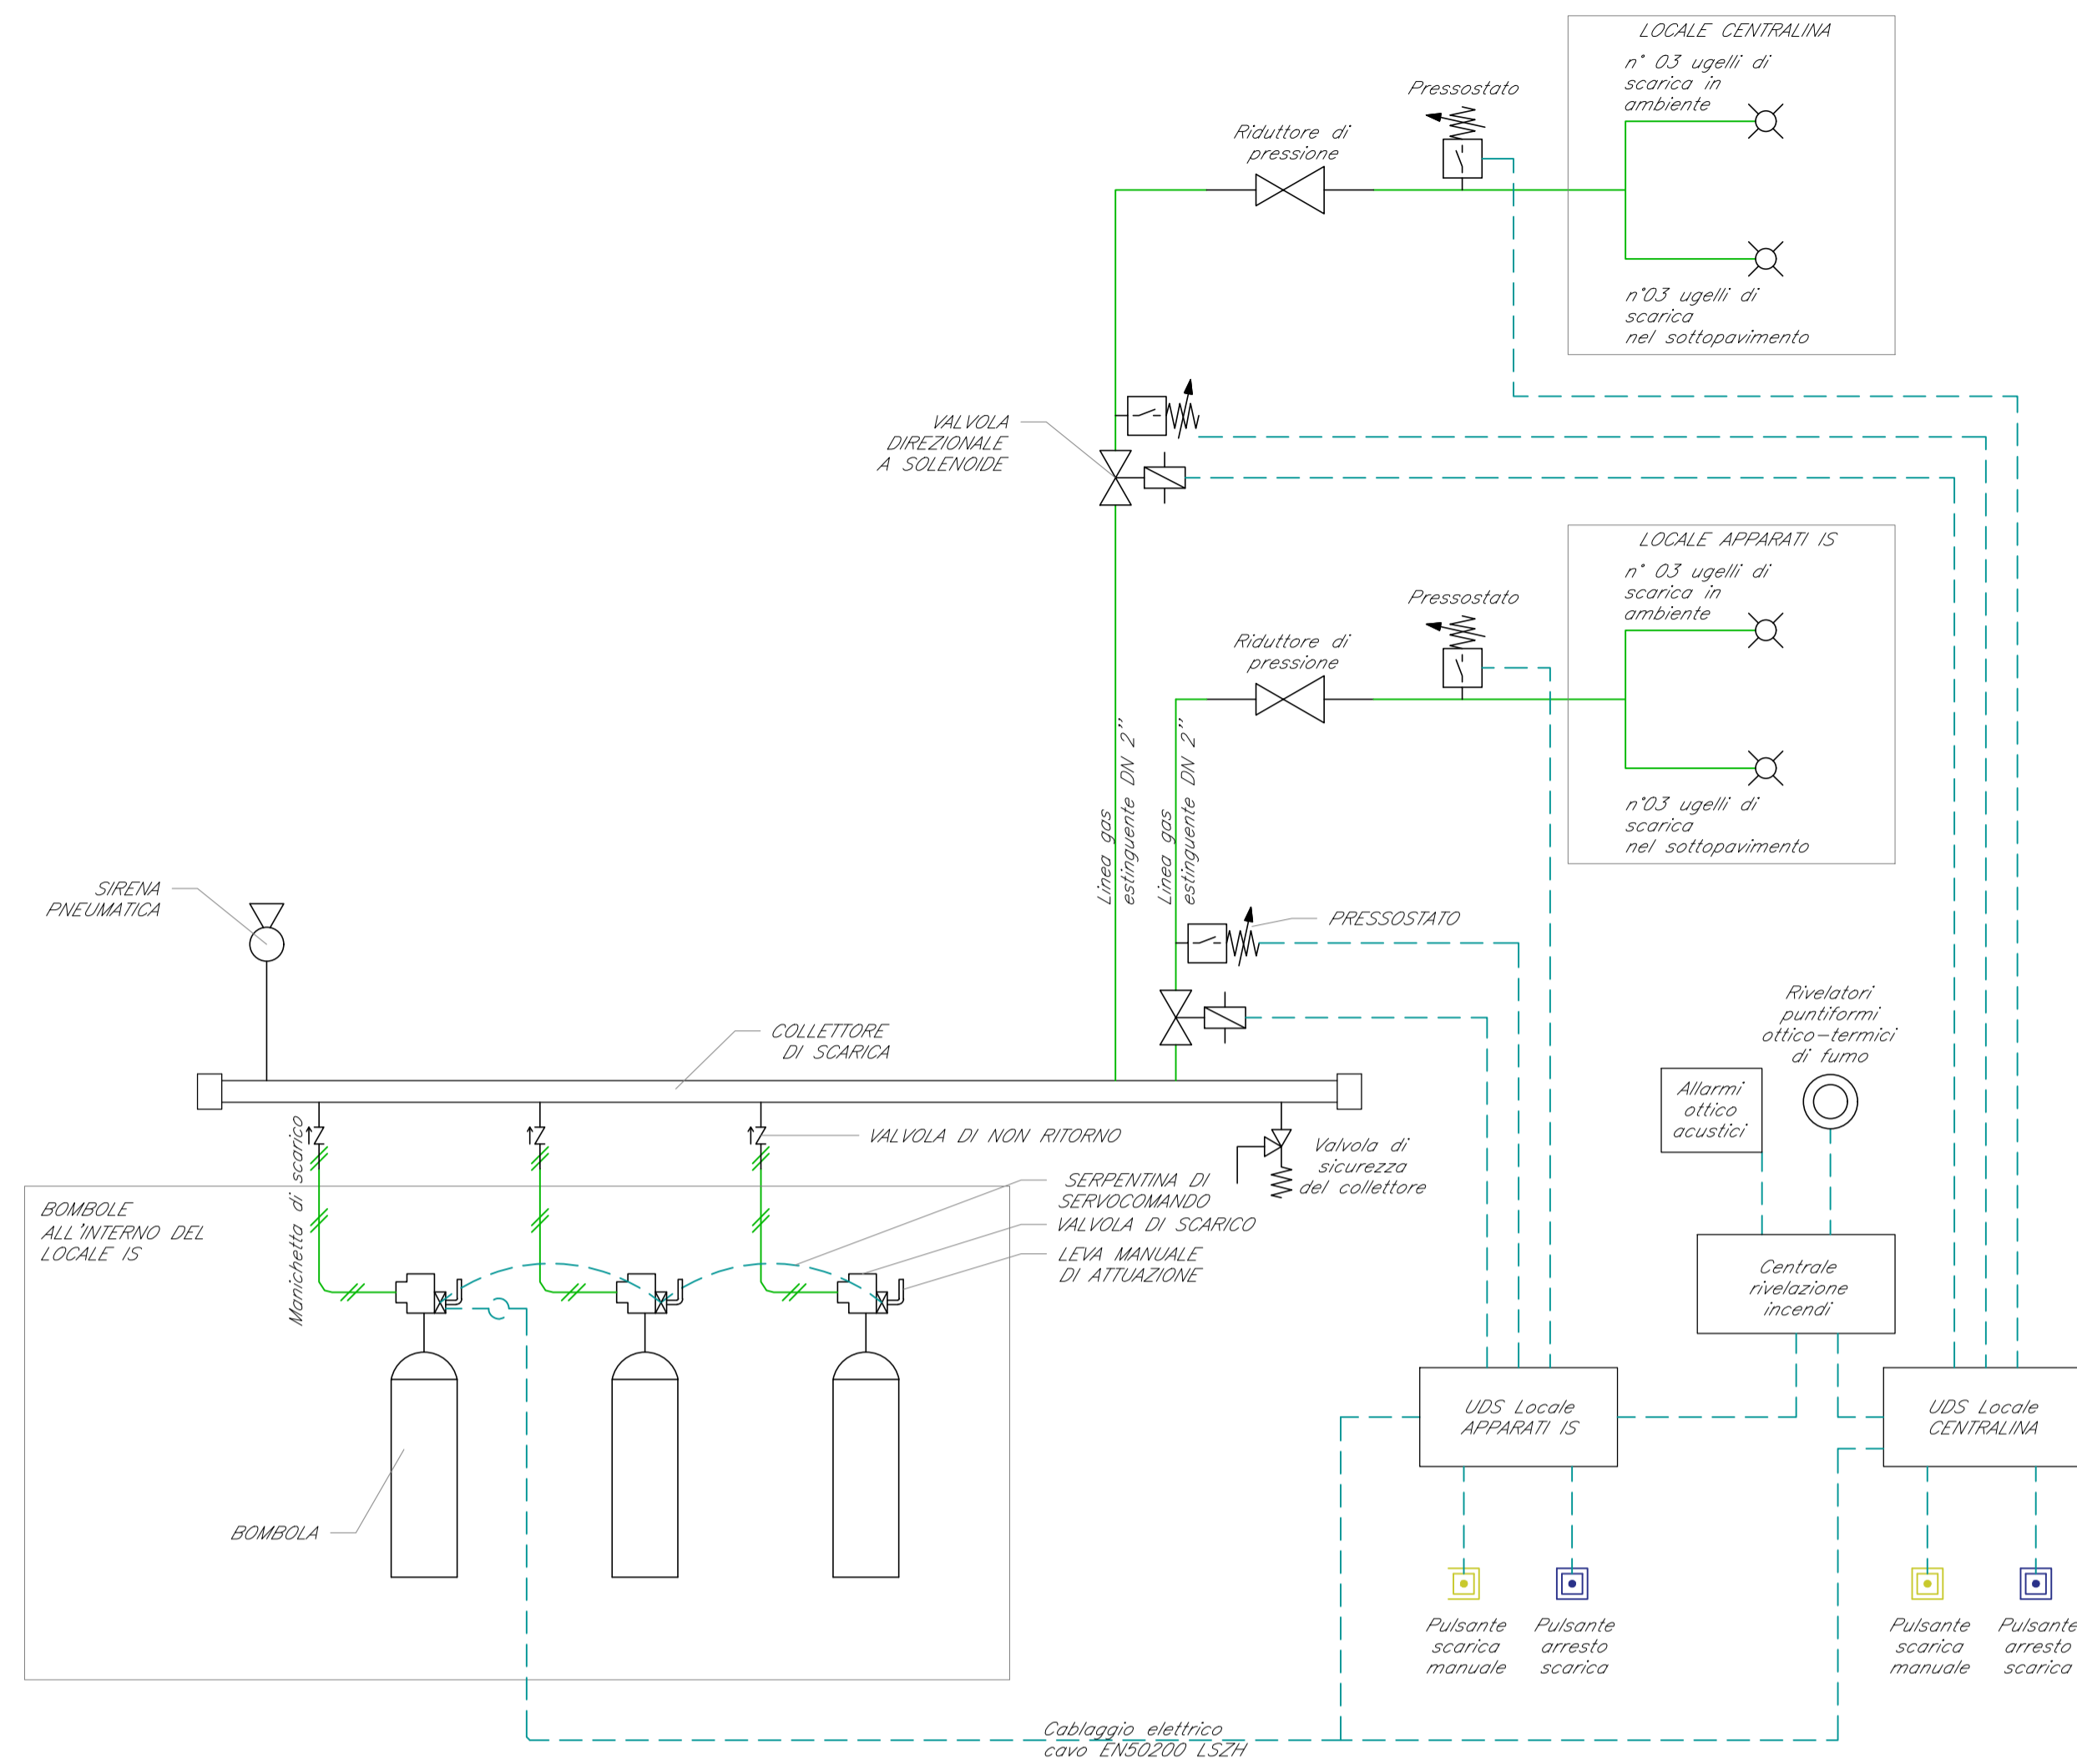 LOCALE CENTRALINA
n° 03 ugelli di
scarica in
ambiente
Pressostato
Riduttore di
pressione
n°03 ugelli di
scarica
nel sottopavimento
VALVOLA
DIREZIONALE
A SOLENOIDE
LOCALE APPARATI IS
n° 03 ugelli di
scarica in
ambiente
Pressostato
Riduttore di
pressione
n°03 ugelli di
scarica
nel sottopavimento
Linea gas
estinguente DN 2''
Linea gas
estinguente DN 2''
SIRENA
PNEUMATICA
PRESSOSTATO
COLLETTORE
DI SCARICA
Rivelatori
puntiformi
ottico-termici
di fumo
Allarmi
ottico
acustici
Manichetta di scarico
VALVOLA DI NON RITORNO
Valvola di
sicurezza
del collettore
SERPENTINA DI
SERVOCOMANDO
VALVOLA DI SCARICO
LEVA MANUALE
DI ATTUAZIONE
BOMBOLE
ALL'INTERNO DEL
LOCALE IS
Centrale
rivelazione
incendi
UDS Locale
APPARATI IS
UDS Locale
CENTRALINA
BOMBOLA
Pulsante
scarica
manuale
Pulsante
arresto
scarica
Pulsante
scarica
manuale
Pulsante
arresto
scarica
Cablaggio elettrico
cavo EN50200 LSZH